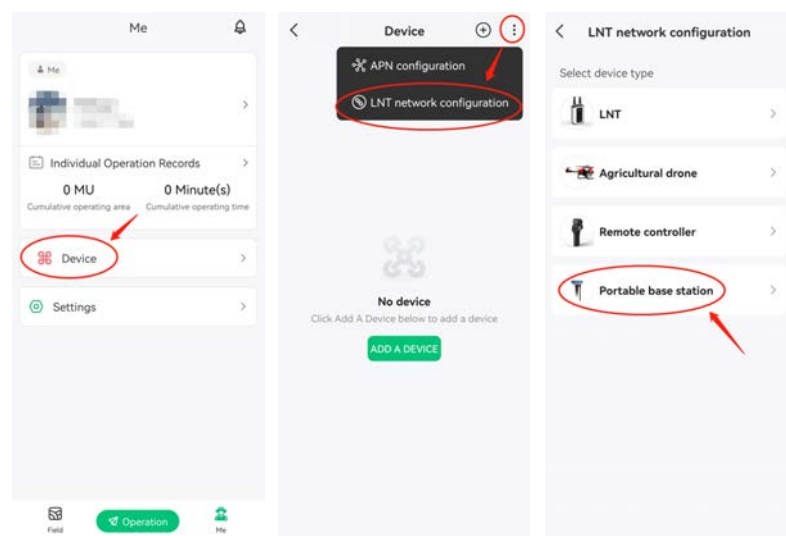 Me
Me
Individual Operation Records
0 MU
0 Minute(s)
Cumulative operating area
Cumulative operating time
Device
Settings
Field
Operation
Me
Device
APN configuration
LNT network configuration
No device
Click Add A Device below to add a device
ADD A DEVICE
LNT network configuration
Select device type
LNT
Agricultural drone
Remote controller
Portable base station